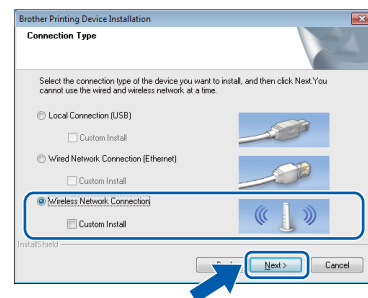 Brother Printing Device Installation
Connection Type
Select the connection type of the device you want to install, and then click Next.You
cannot use the wired and wireless network at a time.
Local Connection (USB)
Custom Install
Wired Network Connection (Ethernet)
Custom Install
Wireless Network Connection
Custom Install
InstallShield
Next >
Cancel